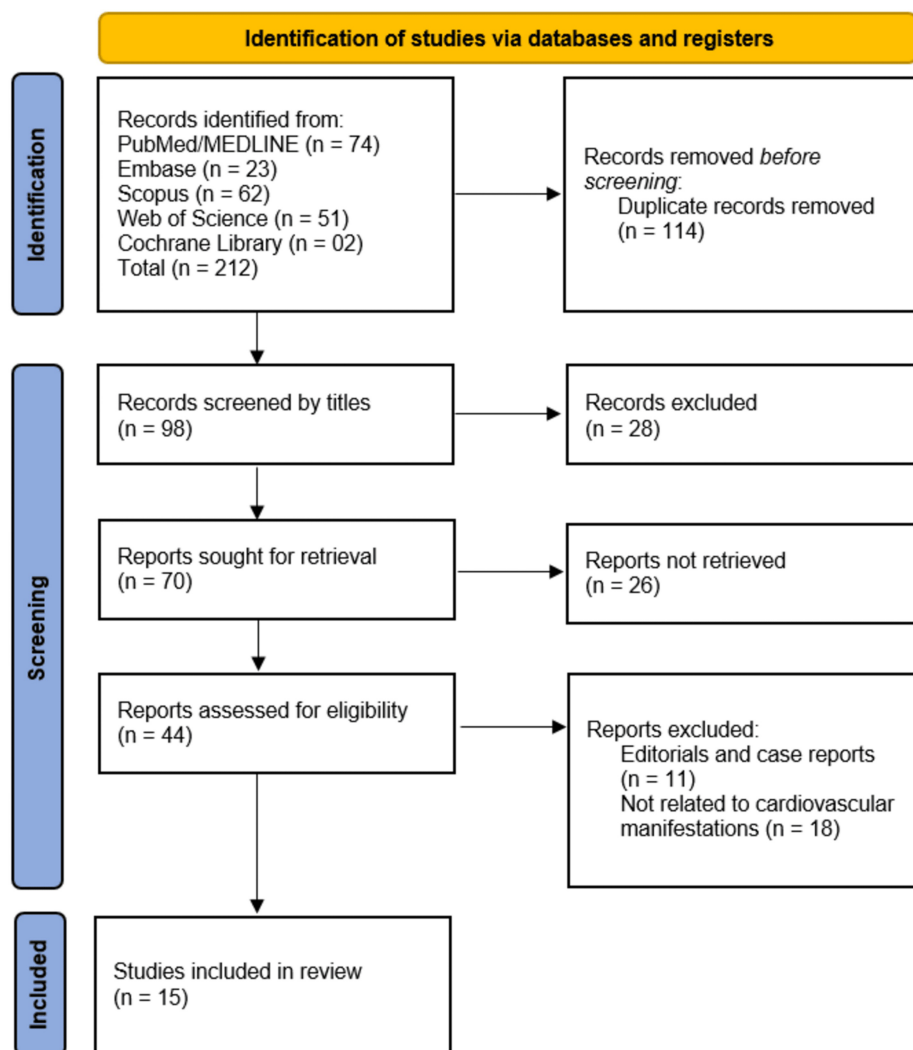 Identification of studies via databases and registers
Identification
Records identified from:
PubMed/MEDLINE (n = 74)
Embase (n = 23)
Scopus (n = 62)
Web of Science (n = 51)
Cochrane Library (n = 02)
Total (n = 212)
Records removed before
screening:
Duplicate records removed
(n = 114)
Screening
Records screened by titles
(n = 98)
Records excluded
(n = 28)
Reports sought for retrieval
(n = 70)
Reports not retrieved
(n = 26)
Reports assessed for eligibility
(n = 44)
Reports excluded:
Editorials and case reports
(n = 11)
Not related to cardiovascular
manifestations (n = 18)
Included
Studies included in review
(n = 15)